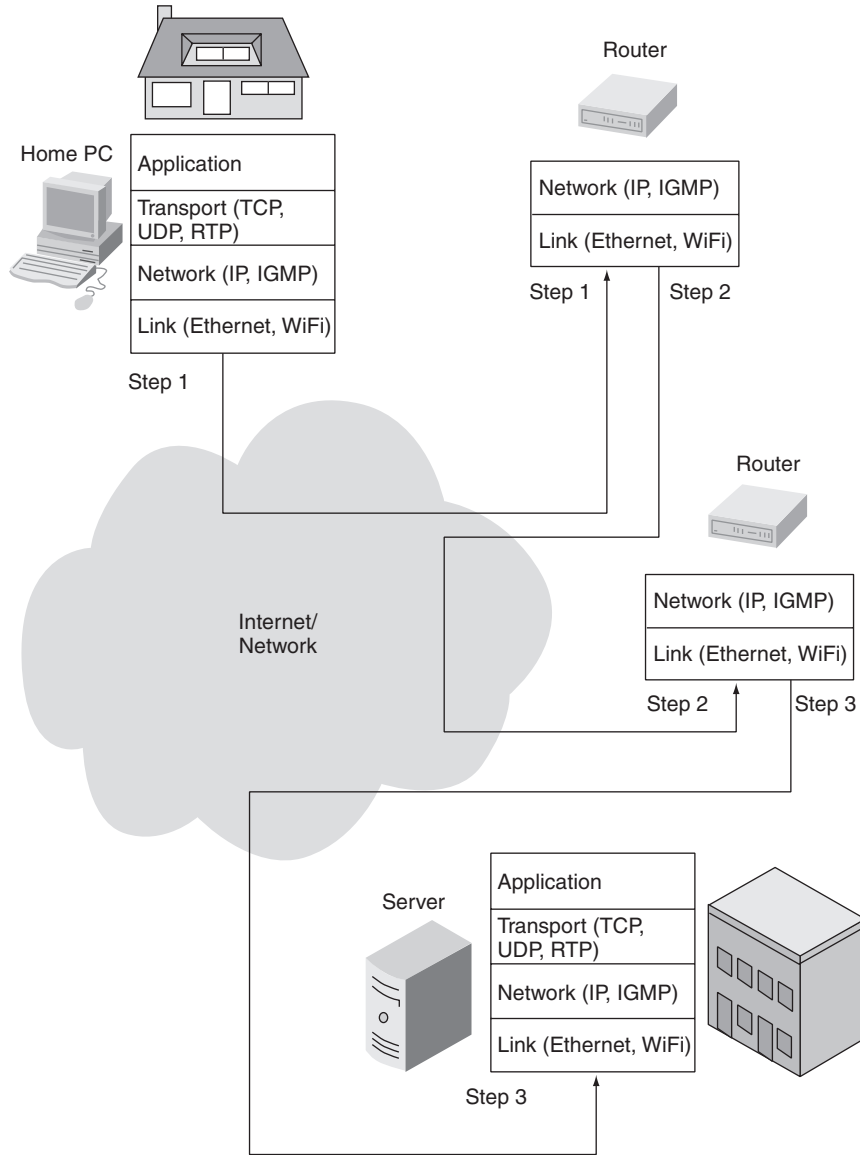 Router
Home PC
Application
Transport (TCP,
UDP, RTP)
Network (IP, IGMP)
Link (Ethernet, WiFi)
Step 1
Network (IP, IGMP)
Link (Ethernet, WiFi)
Step 1
Step 2
Router
Internet/
Network
Network (IP, IGMP)
Link (Ethernet, WiFi)
Step 2
Step 3
Server
Application
Transport (TCP,
UDP, RTP)
Network (IP, IGMP)
Link (Ethernet, WiFi)
Step 3